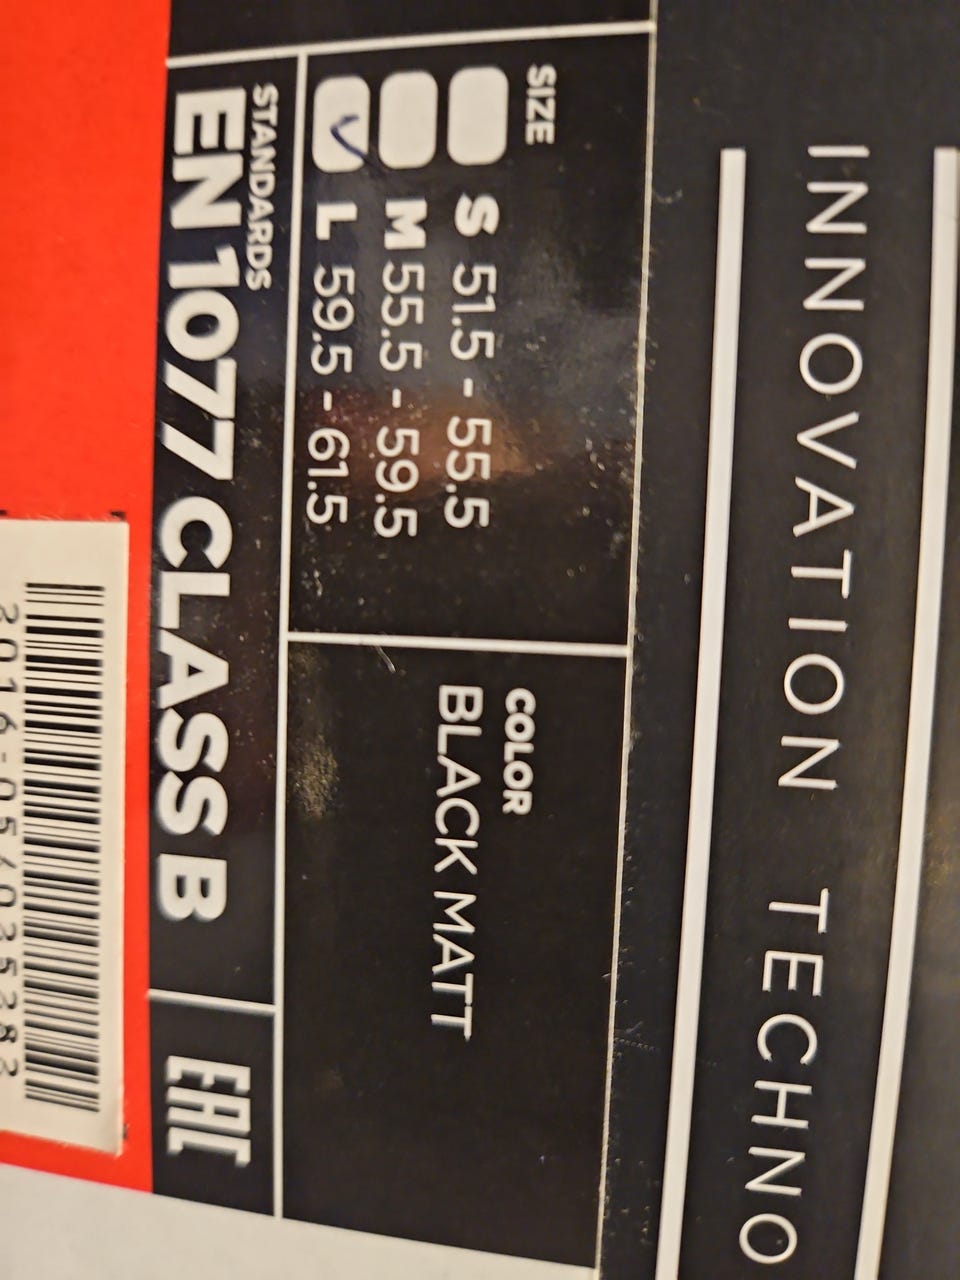 INNOVATION TECHNO
SIZE
S 51.5 - 55.5
M 55.5 - 59.5
L 59.5 - 61.5
COLOR
BLACK MATT
STANDARDS
EN 1077 CLASS B
EAC